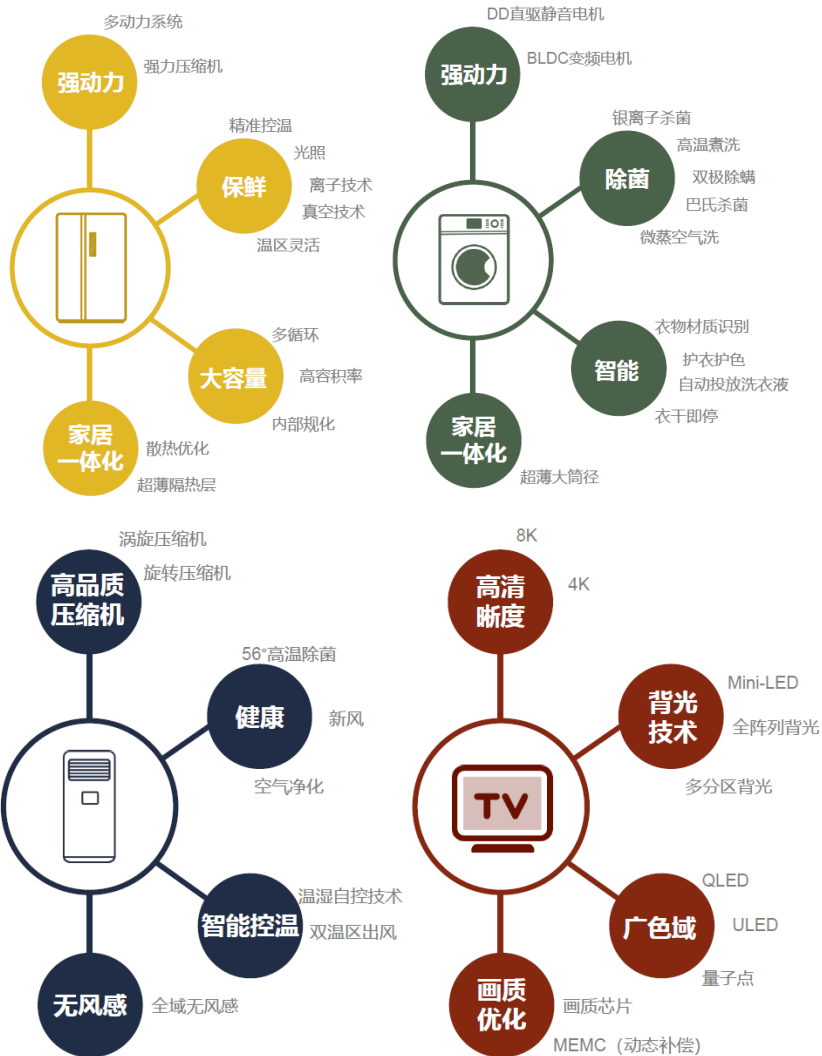 多动力系统
强动力
强力压缩机
精准控温
光照
保鲜
离子技术
真空技术
温区灵活
多循环
大容量
高容积率
内部规化
家居
一体化
散热优化
超薄隔热层
DD直驱静音电机
强动力
BLDC变频电机
银离子杀菌
高温煮洗
除菌
双极除螨
巴氏杀菌
微蒸空气洗
衣物材质识别
智能
护衣护色
自动投放洗衣液
衣干即停
家居
一体化
超薄大筒径
涡旋压缩机
高品质
压缩机
旋转压缩机
56°高温除菌
健康
新风
空气净化
温湿自控技术
智能控温
双温区出风
无风感
全域无风感
8K
高清
晰度
4K
Mini-LED
背光
技术
全阵列背光
多分区背光
TV
QLED
广色域
ULED
量子点
画质
优化
画质芯片
MEMC（动态补偿）